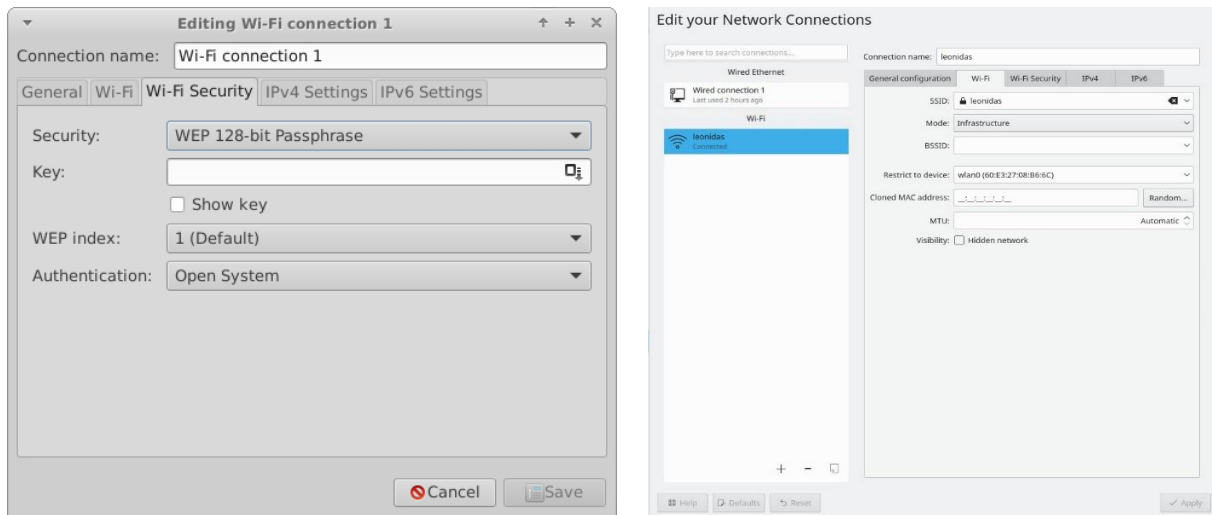 Editing Wi-Fi connection 1
Connection name: Wi-Fi connection 1
General Wi-Fi Wi-Fi Security IPv4 Settings IPv6 Settings
Security: WEP 128-bit Passphrase
Key:
Show key
WEP index: 1 (Default)
Authentication: Open System
Cancel Save
Edit your Network Connections
Type here to search connections...
Wired Ethernet
Wired connection 1
Last used 2 hours ago
Wi-Fi
leonidas
Connected
Connection name: leonidas
General configuration Wi-Fi Wi-Fi Security IPv4 IPv6
SSID: leonidas
Mode: Infrastructure
BSSID:
Restrict to device: wlan0 (60:E3:27:08:B6:6C)
Cloned MAC address: _:_:_:_:_:_ Random...
MTU: Automatic
Visibility: Hidden network
Help Defaults Reset Apply